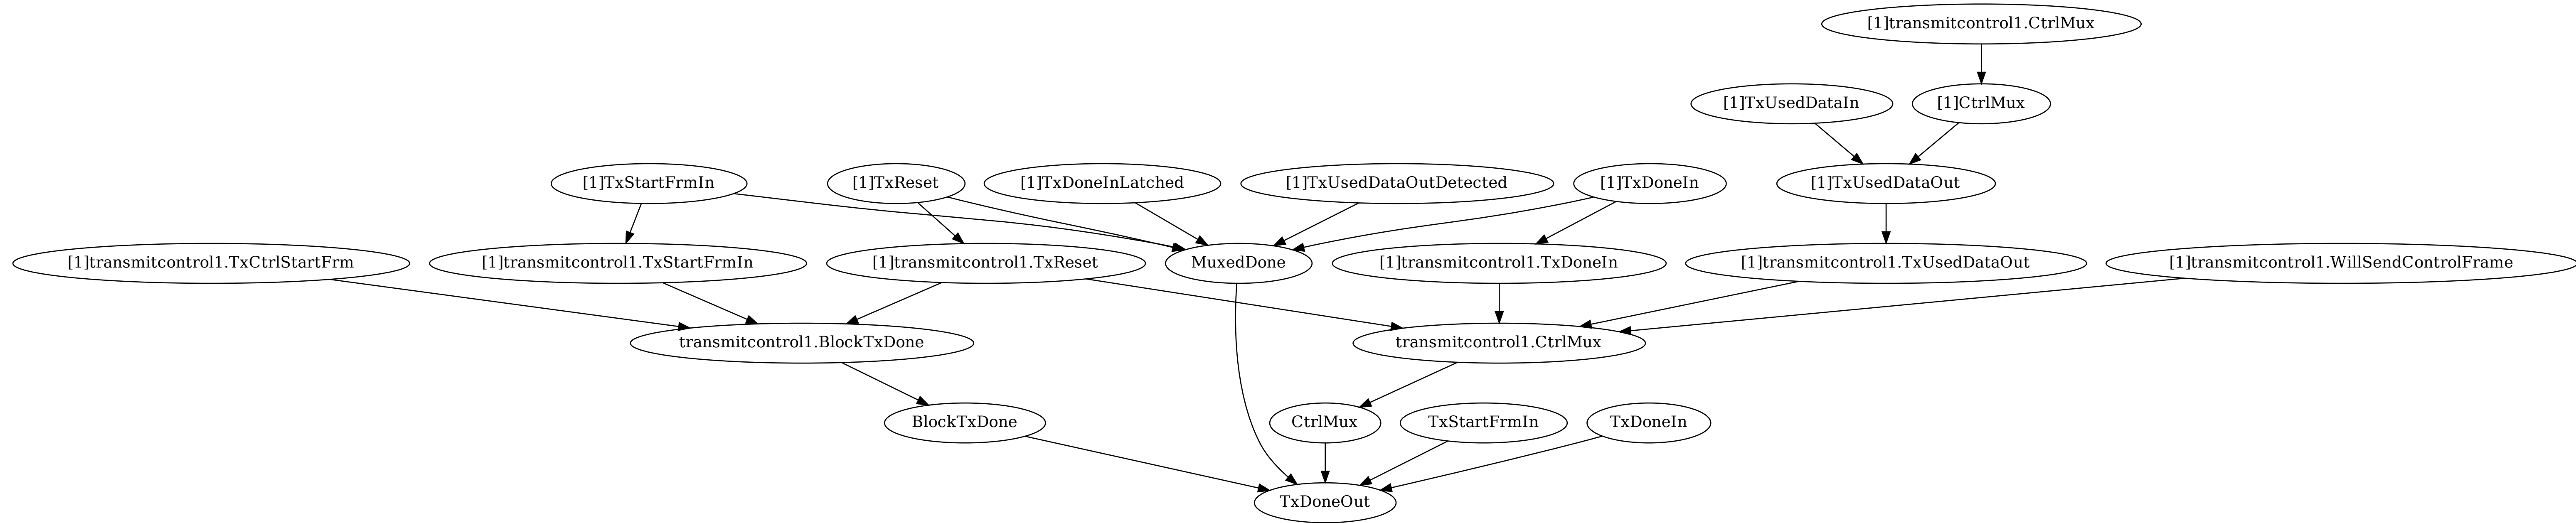 [1]transmitcontrol1.CtrlMux
[1]TxUsedDataIn
[1]CtrlMux
[1]TxStartFrmIn
[1]TxReset
[1]TxDoneInLatched
[1]TxUsedDataOutDetected
[1]TxDoneIn
[1]TxUsedDataOut
[1]transmitcontrol1.TxCtrlStartFrm
[1]transmitcontrol1.TxStartFrmIn
[1]transmitcontrol1.TxReset
MuxedDone
[1]transmitcontrol1.TxDoneIn
[1]transmitcontrol1.TxUsedDataOut
[1]transmitcontrol1.WillSendControlFrame
transmitcontrol1.BlockTxDone
transmitcontrol1.CtrlMux
BlockTxDone
CtrlMux
TxStartFrmIn
TxDoneIn
TxDoneOut